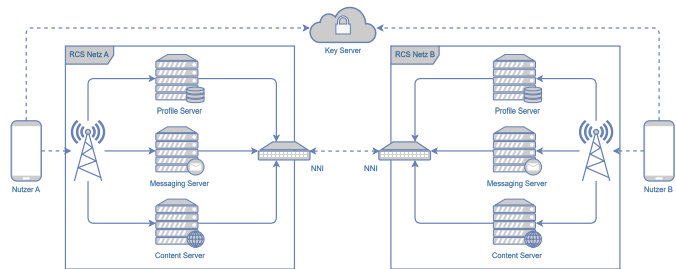 Key Server
RCS Netz A
RCS Netz B
Profile Server
Profile Server
Nutzer A
Messaging Server
NNI
NNI
Messaging Server
Nutzer B
Content Server
Content Server